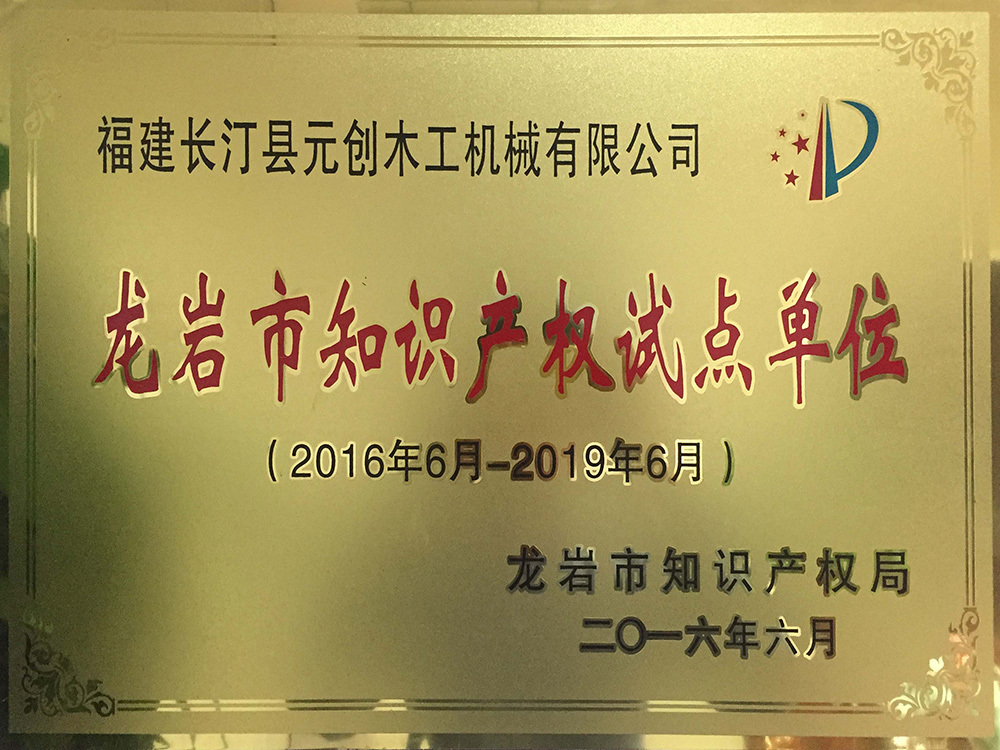 福建长汀县元创木工机械有限公司
龙岩市知识产权试点单位
（2016年6月-2019年6月）
龙岩市知识产权局
二〇一六年六月